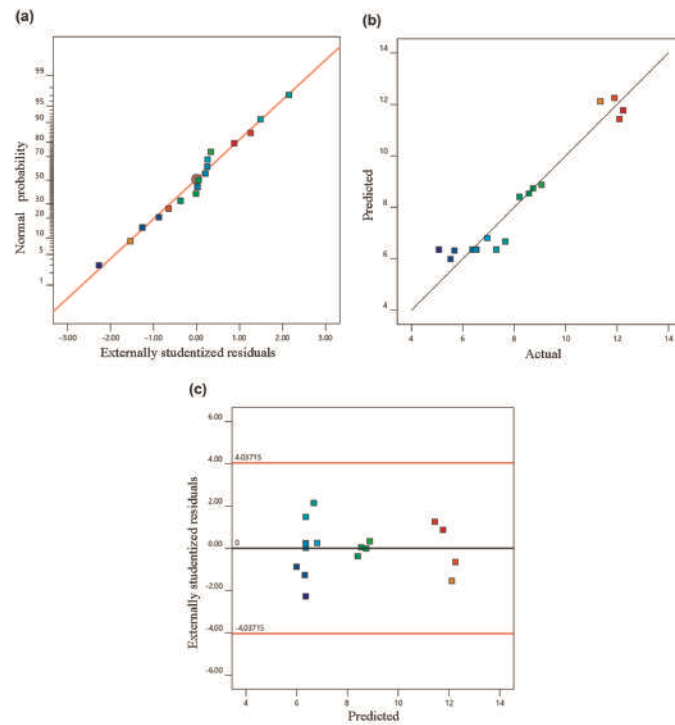 (a)
99
95
90
80
70
50
30
20
10
5
1
Normal probability
-3.00 -2.00 -1.00 0.00 1.00 2.00 3.00
Externally studentized residuals
(b)
14
12
10
8
6
4
Predicted
4 6 8 10 12 14
Actual
(c)
6.00
4.00
2.00
0.00
-2.00
-4.00
-6.00
4.03715
0
-4.03715
Externally studentized residuals
4 6 8 10 12 14
Predicted